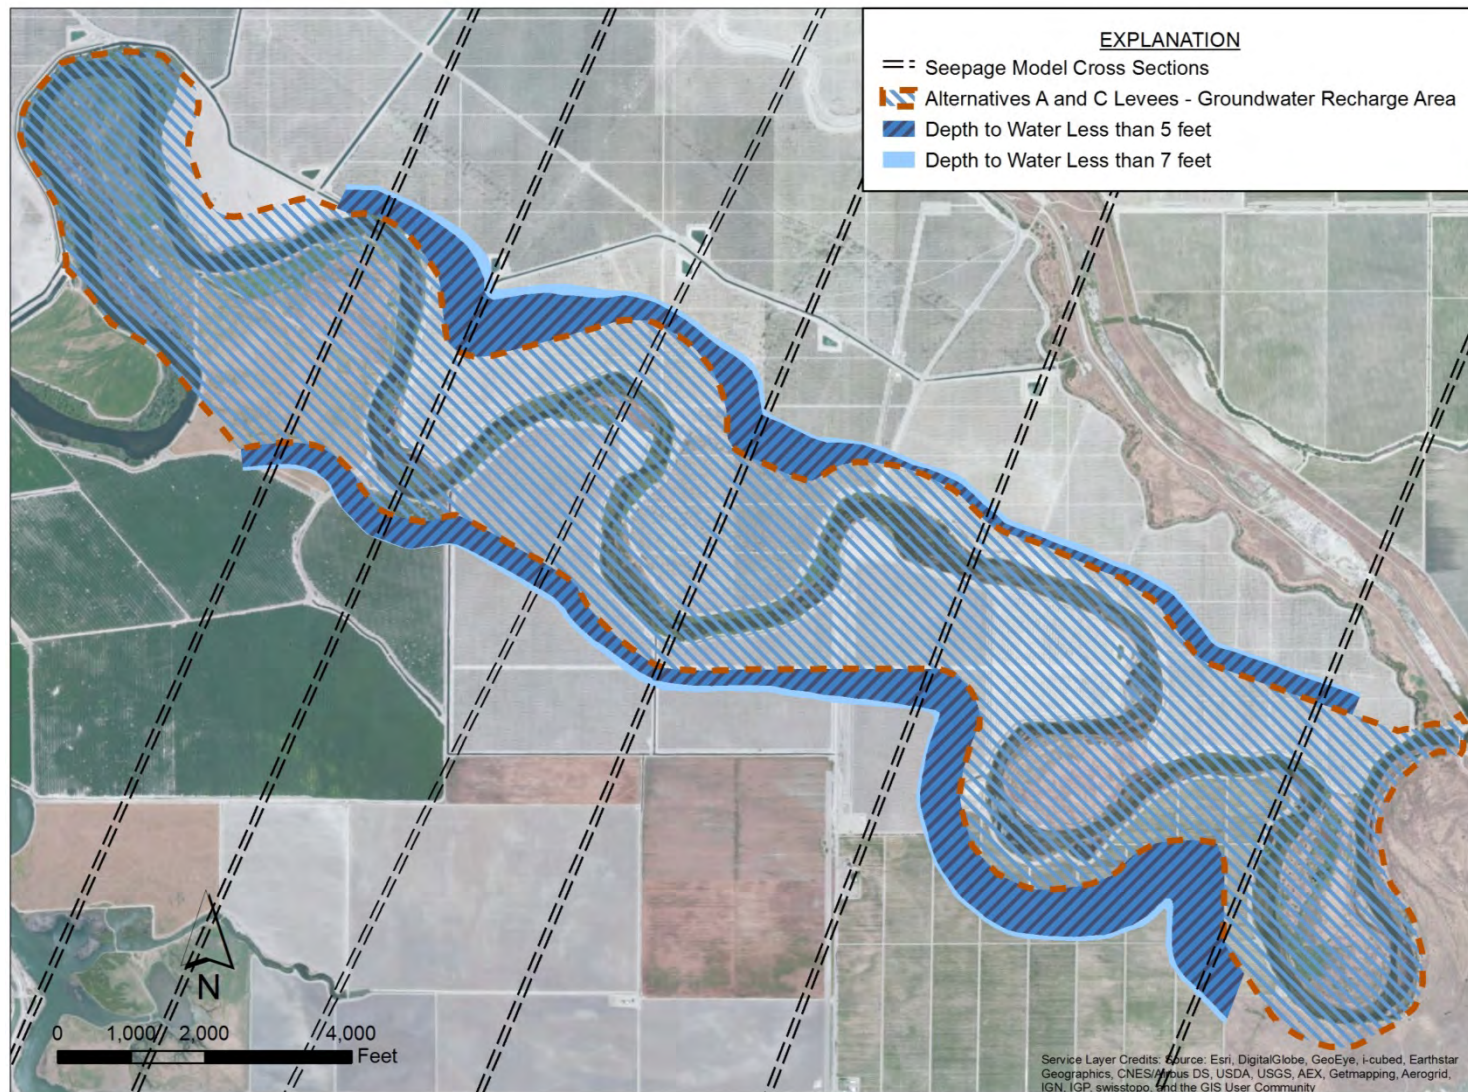 EXPLANATION
Seepage Model Cross Sections
Alternatives A and C Levees - Groundwater Recharge Area
Depth to Water Less than 5 feet
Depth to Water Less than 7 feet
N
0 1,000 2,000 4,000
Feet
Service Layer Credits: Source: Esri, DigitalGlobe, GeoEye, i-cubed, Earthstar
Geographics, CNES/Airbus DS, USDA, USGS, AEX, Getmapping, Aerogrid,
IGN, IGP, swisstopo, and the GIS User Community